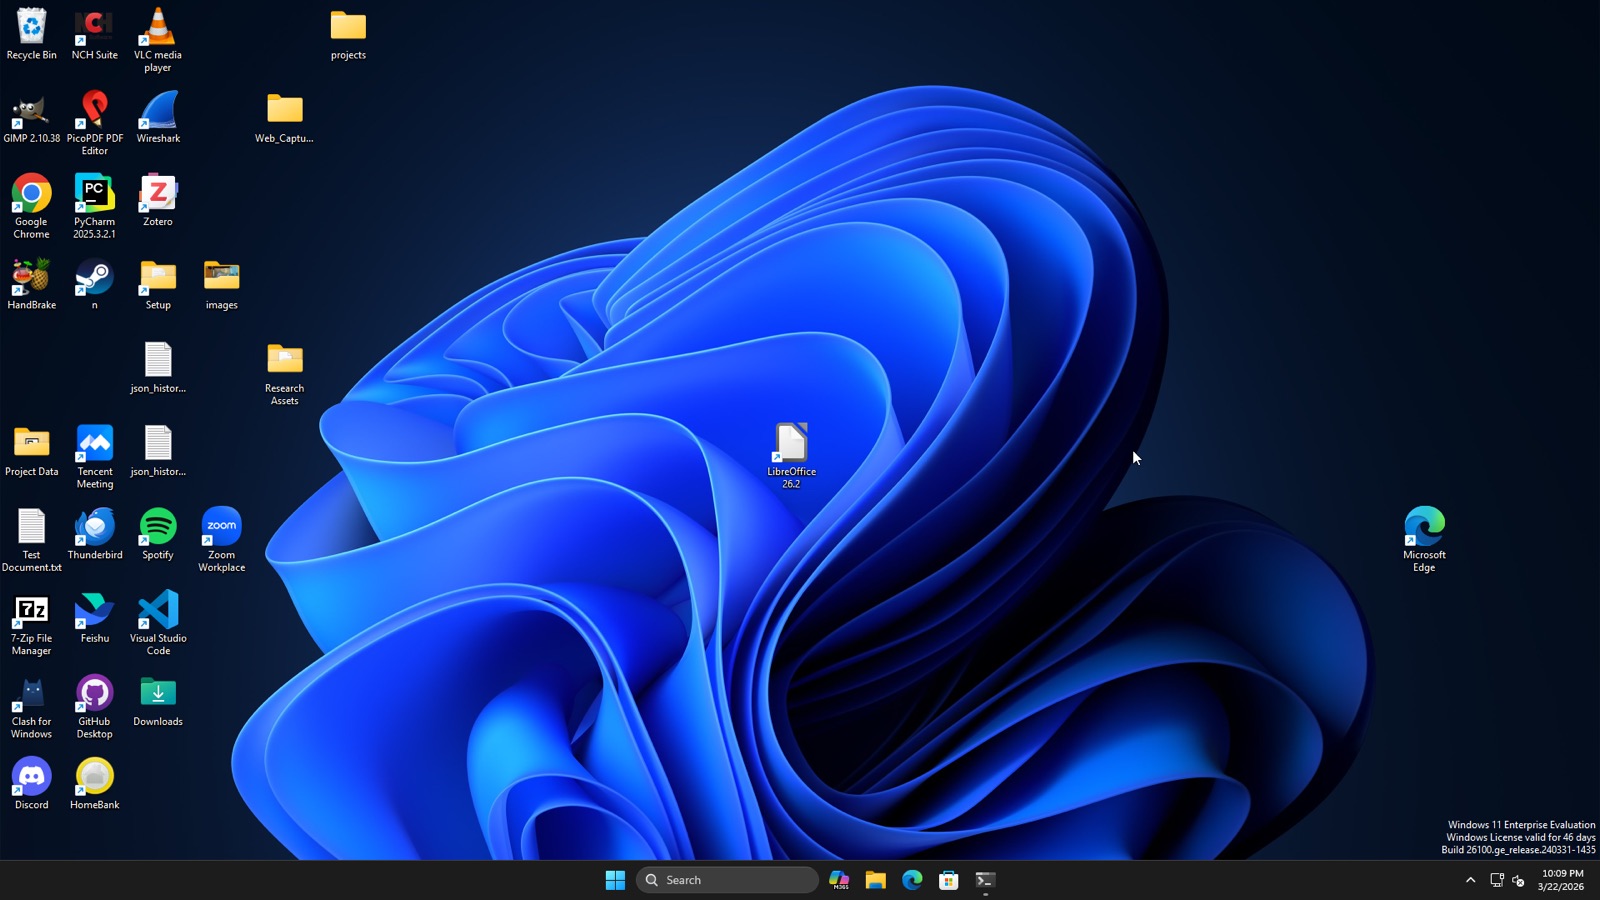 Recycle Bin
NCH Suite
VLC media
player
projects
GIMP 2.10.38
PicoPDF PDF
Editor
Wireshark
Web_Captu...
Google
Chrome
PC
PyCharm
2025.3.2.1
Z
Zotero
HandBrake
n
Setup
images
json_histor...
Research
Assets
Project Data
Tencent
Meeting
json_histor...
LibreOffice
26.2
Test
Document.txt
Thunderbird
Spotify
zoom
Zoom
Workplace
Microsoft
Edge
7z
7-Zip File
Manager
Feishu
Visual Studio
Code
Clash for
Windows
GitHub
Desktop
Downloads
Discord
HomeBank
Windows 11 Enterprise Evaluation
Windows License valid for 46 days
Build 26100.ge_release.240331-1435
Search
M365
10:09 PM
3/22/2026